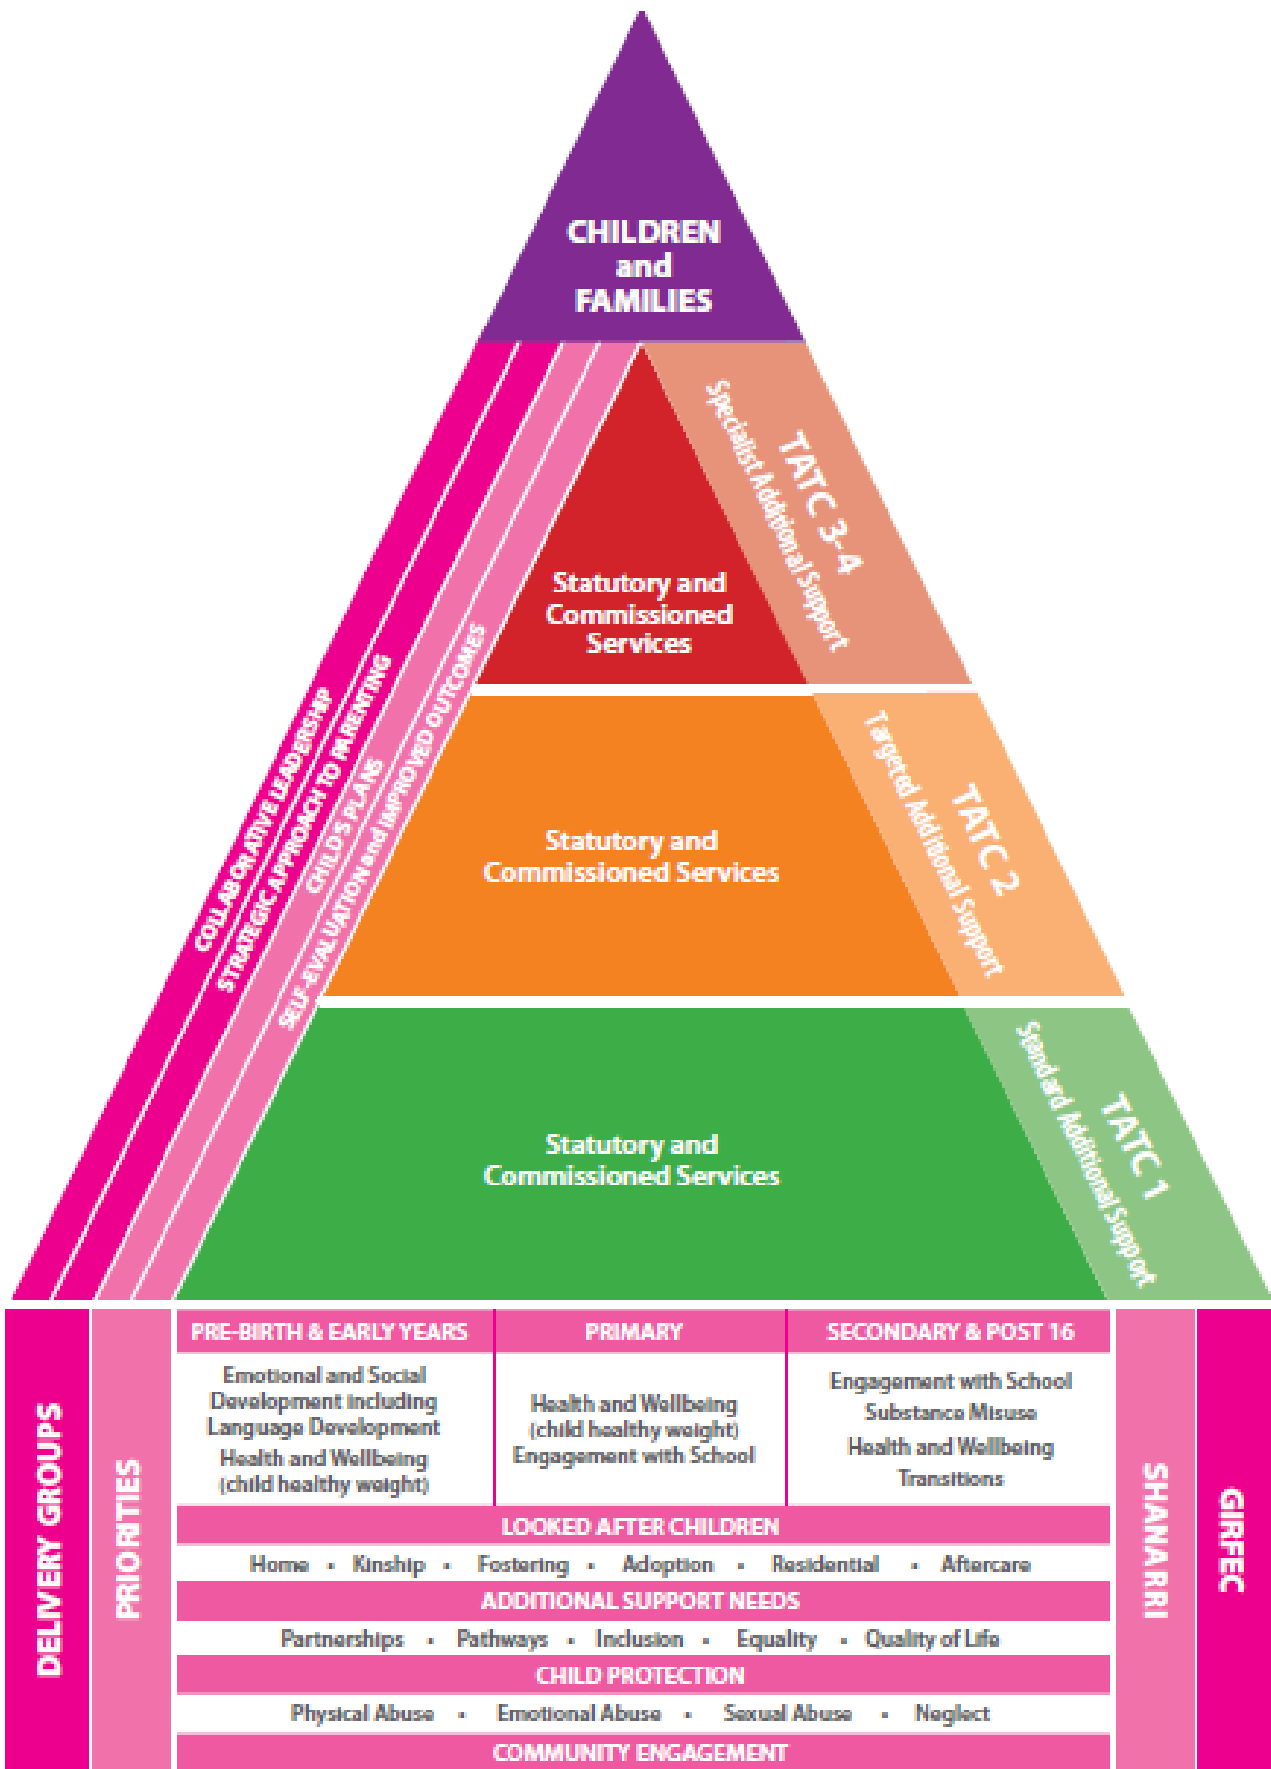 CHILDREN
and
FAMILIES
COLLABORATIVE LEADERSHIP
STRATEGIC APPROACH TO PARENTING
CHILD'S PLANS
SELF-EVALUATION and IMPROVED OUTCOMES
Statutory and
Commissioned
Services
TATC 3-4
Specialist Additional Support
Statutory and
Commissioned Services
TATC 2
Targeted Additional Support
Statutory and
Commissioned Services
TATC 1
Standard Additional Support
DELIVERY GROUPS
PRIORITIES
PRE-BIRTH & EARLY YEARS
Emotional and Social
Development including
Language Development
Health and Wellbeing
(child healthy weight)
PRIMARY
Health and Wellbeing
(child healthy weight)
Engagement with School
SECONDARY & POST 16
Engagement with School
Substance Misuse
Health and Wellbeing
Transitions
LOOKED AFTER CHILDREN
Home • Kinship • Fostering • Adoption • Residential • Aftercare
ADDITIONAL SUPPORT NEEDS
Partnerships • Pathways • Inclusion • Equality • Quality of Life
CHILD PROTECTION
Physical Abuse • Emotional Abuse • Sexual Abuse • Neglect
COMMUNITY ENGAGEMENT
SHANARRI
GIRFEC